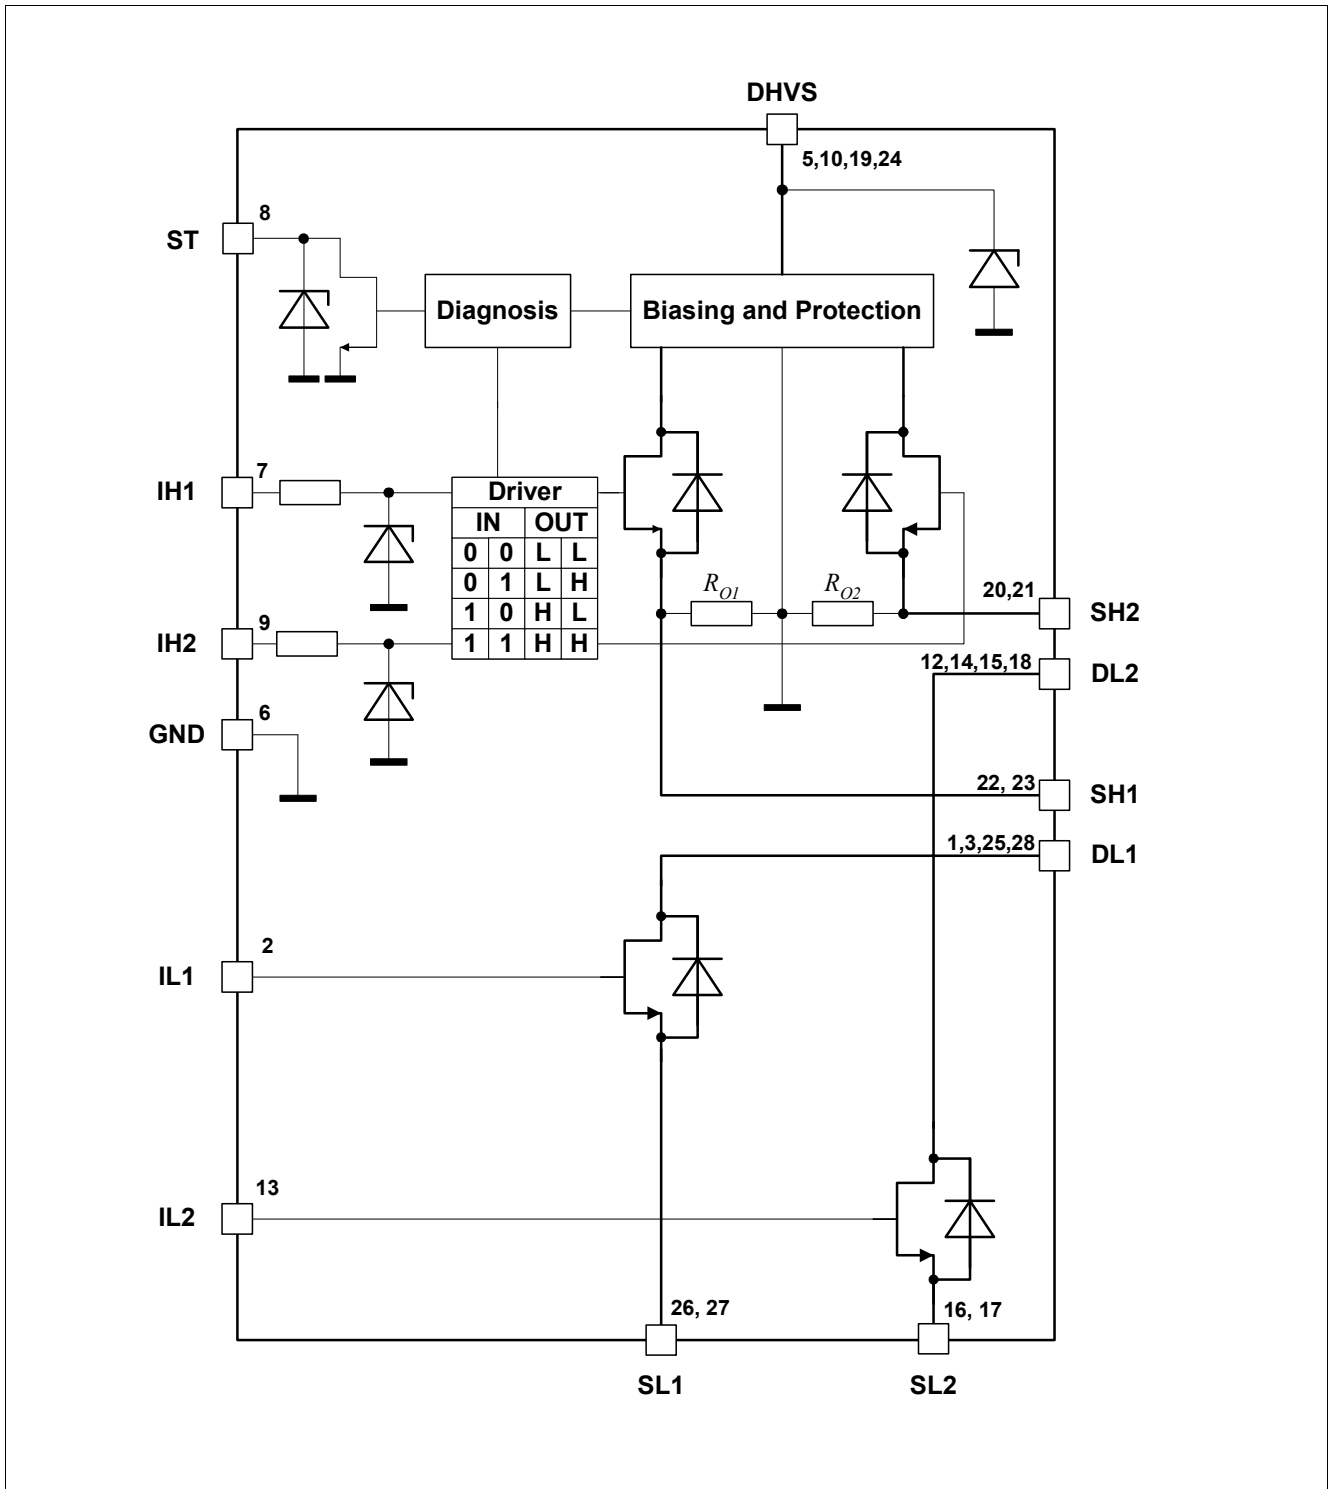 DHVS
5,10,19,24
8
ST
Diagnosis
Biasing and Protection
7
IH1
Driver
IN OUT
0 0 L L
0 1 L H
1 0 H L
1 1 H H
RO1
RO2
20,21
SH2
9
IH2
12,14,15,18
DL2
6
GND
22, 23
SH1
1,3,25,28
DL1
2
IL1
13
IL2
26, 27
16, 17
SL1
SL2